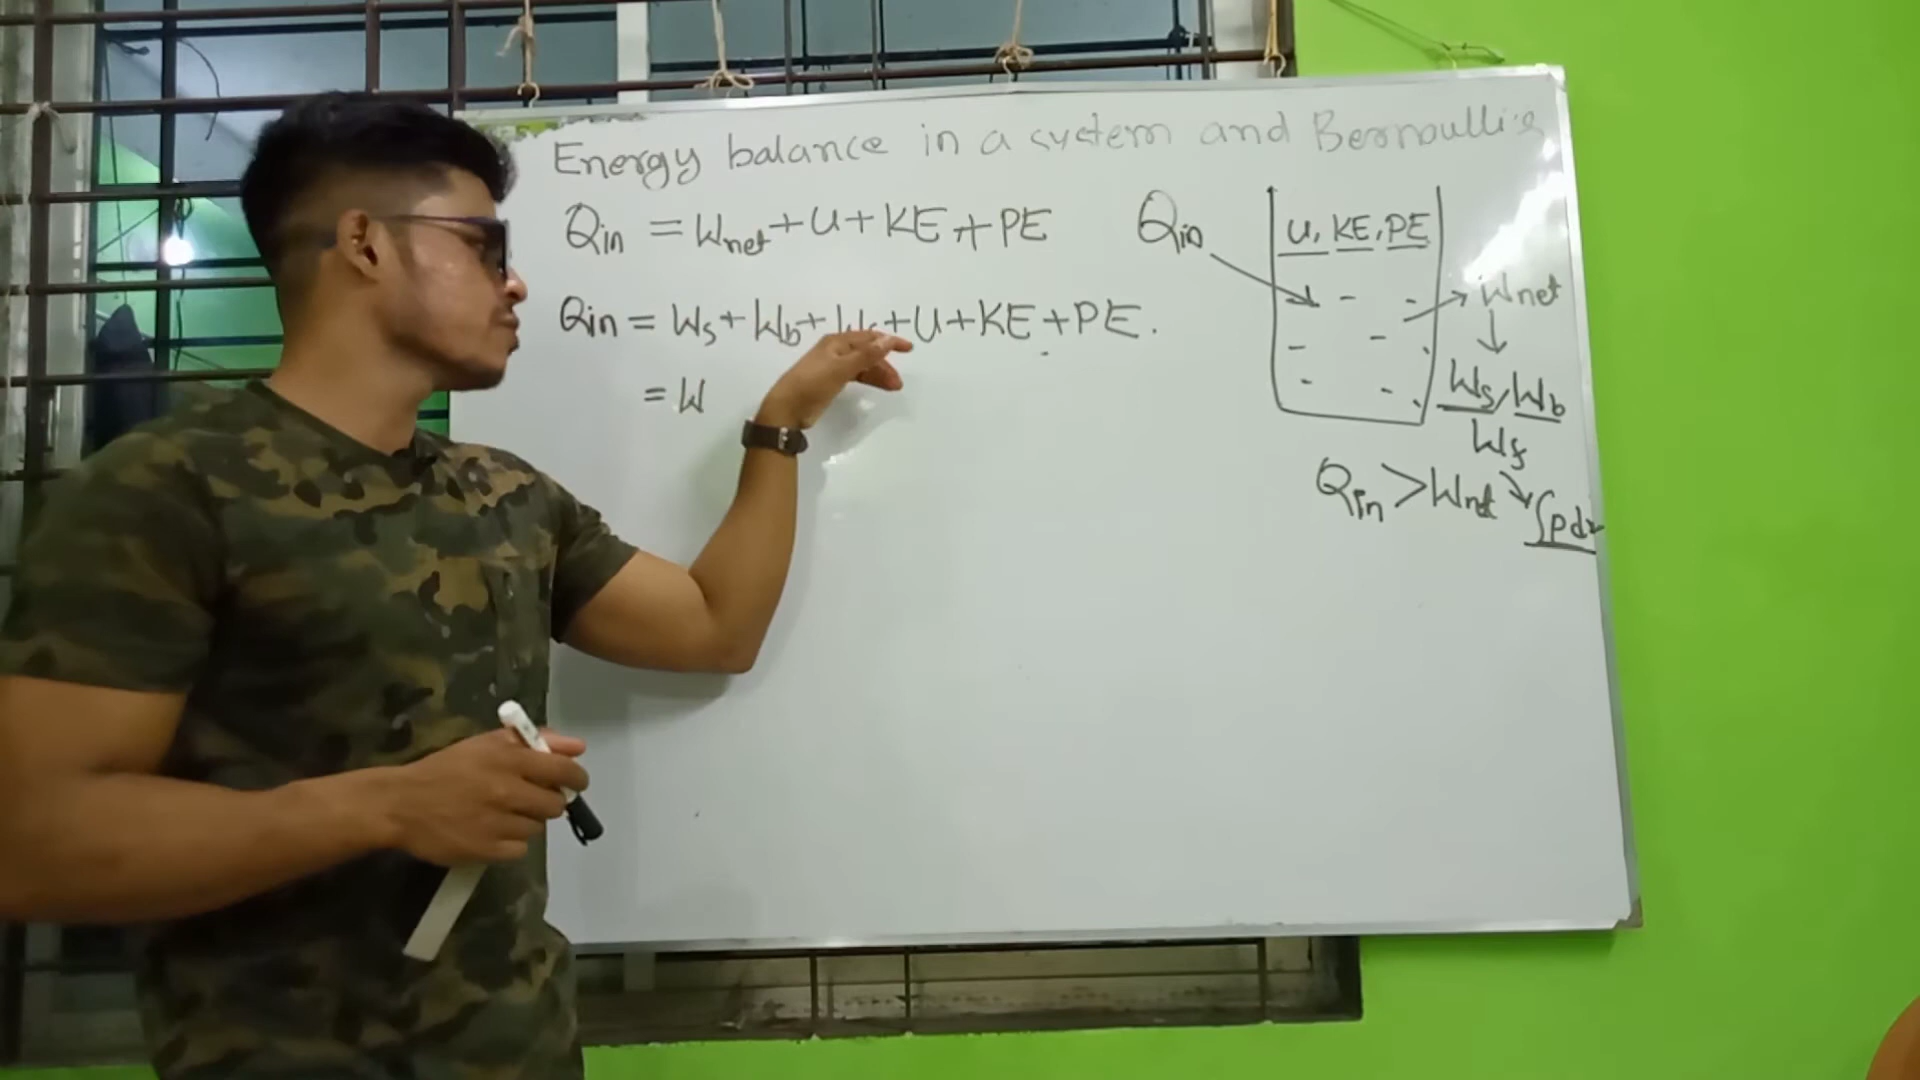 Energy balance in a system and Bernoulli's
Qin = Wnet + U + KE + PE
Qin = Ws + Wb + Wf + U + KE + PE.
= W
Qin
U, KE, PE
Wnet
Ws/Wb
Wf
Qin > Wnet
∫pdv